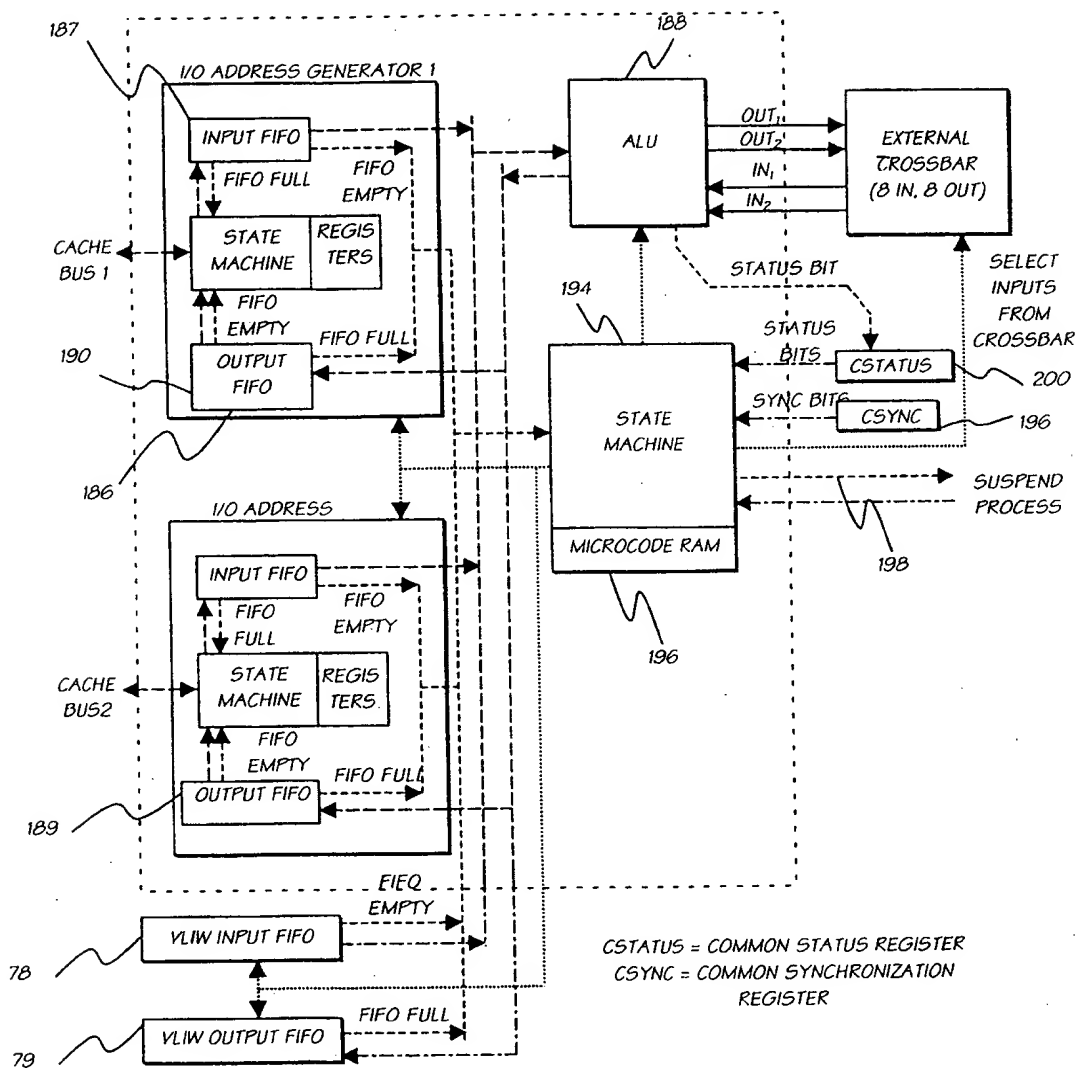 187
188
I/O ADDRESS GENERATOR 1
INPUT FIFO
FIFO FULL
FIFO
EMPTY
STATE
MACHINE
REGIS
TERS
CACHE
BUS 1
FIFO
EMPTY
FIFO FULL
190
OUTPUT
FIFO
186
ALU
OUT1
OUT2
IN1
IN2
EXTERNAL
CROSSBAR
(8 IN, 8 OUT)
STATUS BIT
SELECT
INPUTS
FROM
CROSSBAR
194
STATUS
BITS
CSTATUS
200
SYNC BITS
CSYNC
196
STATE
MACHINE
SUSPEND
PROCESS
198
MICROCODE RAM
196
I/O ADDRESS
INPUT FIFO
FIFO
FULL
FIFO
EMPTY
STATE
MACHINE
REGIS
TERS
CACHE
BUS2
FIFO
EMPTY
FIFO FULL
OUTPUT FIFO
189
FIFO
EMPTY
VLIW INPUT FIFO
78
FIFO FULL
VLIW OUTPUT FIFO
79
CSTATUS = COMMON STATUS REGISTER
CSYNC = COMMON SYNCHRONIZATION
REGISTER